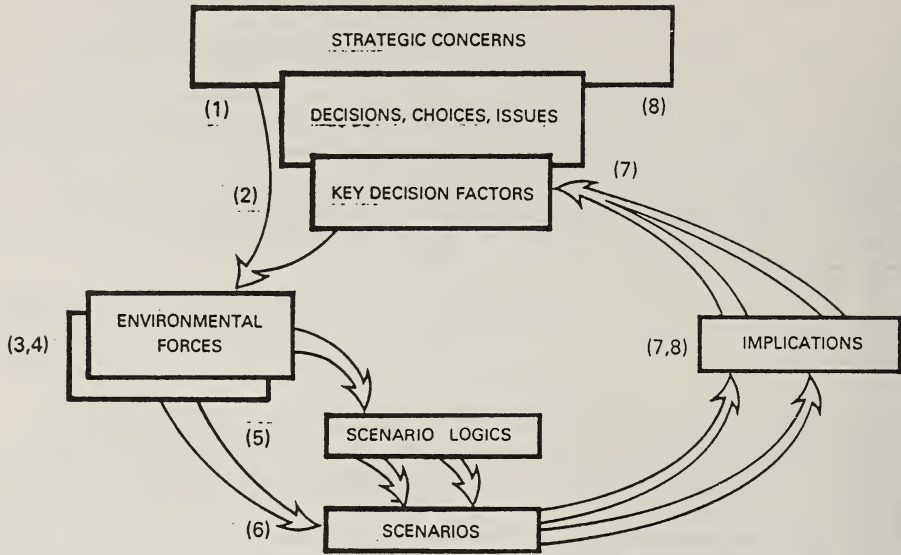 STRATEGIC CONCERNS
(1)
DECISIONS, CHOICES, ISSUES
(8)
(7)
(2)
KEY DECISION FACTORS
ENVIRONMENTAL
FORCES
(3,4)
(7,8)
IMPLICATIONS
(5)
SCENARIO LOGICS
(6)
SCENARIOS